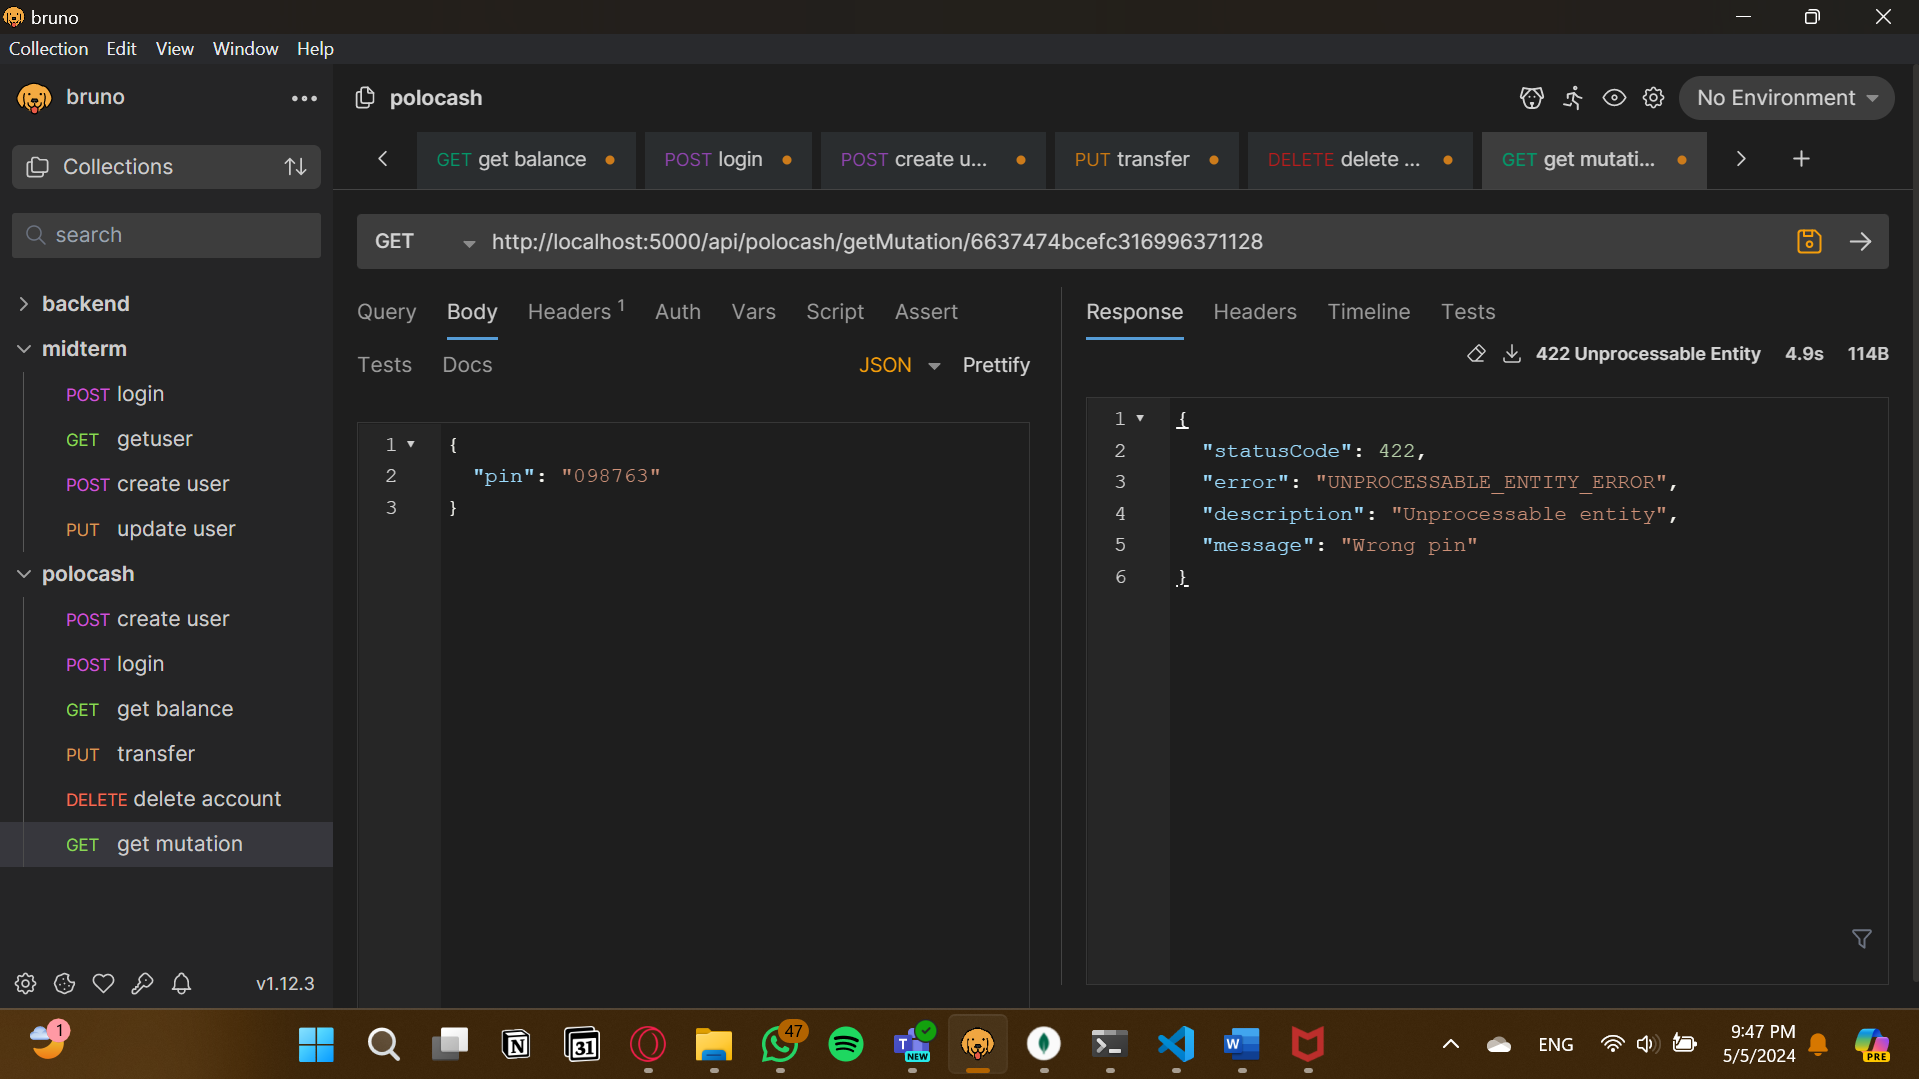 bruno
Collection Edit View Window Help
bruno
polocash
No Environment
Collections
GET get balance
POST login
POST create u...
PUT transfer
DELETE delete ...
GET get mutati...
search
GET http://localhost:5000/api/polocash/getMutation/6637474bcefc316996371128
backend
midterm
POST login
GET getuser
POST create user
PUT update user
polocash
POST create user
POST login
GET get balance
PUT transfer
DELETE delete account
GET get mutation
v1.12.3
Query Body Headers 1 Auth Vars Script Assert
Tests Docs JSON Prettify
1 {
2 "pin": "098763"
3 }
Response Headers Timeline Tests
422 Unprocessable Entity 4.9s 114B
1 {
2 "statusCode": 422,
3 "error": "UNPROCESSABLE_ENTITY_ERROR",
4 "description": "Unprocessable entity",
5 "message": "Wrong pin"
6 }
1
31
47
T
NEW
W
ENG
9:47 PM
5/5/2024
PRE